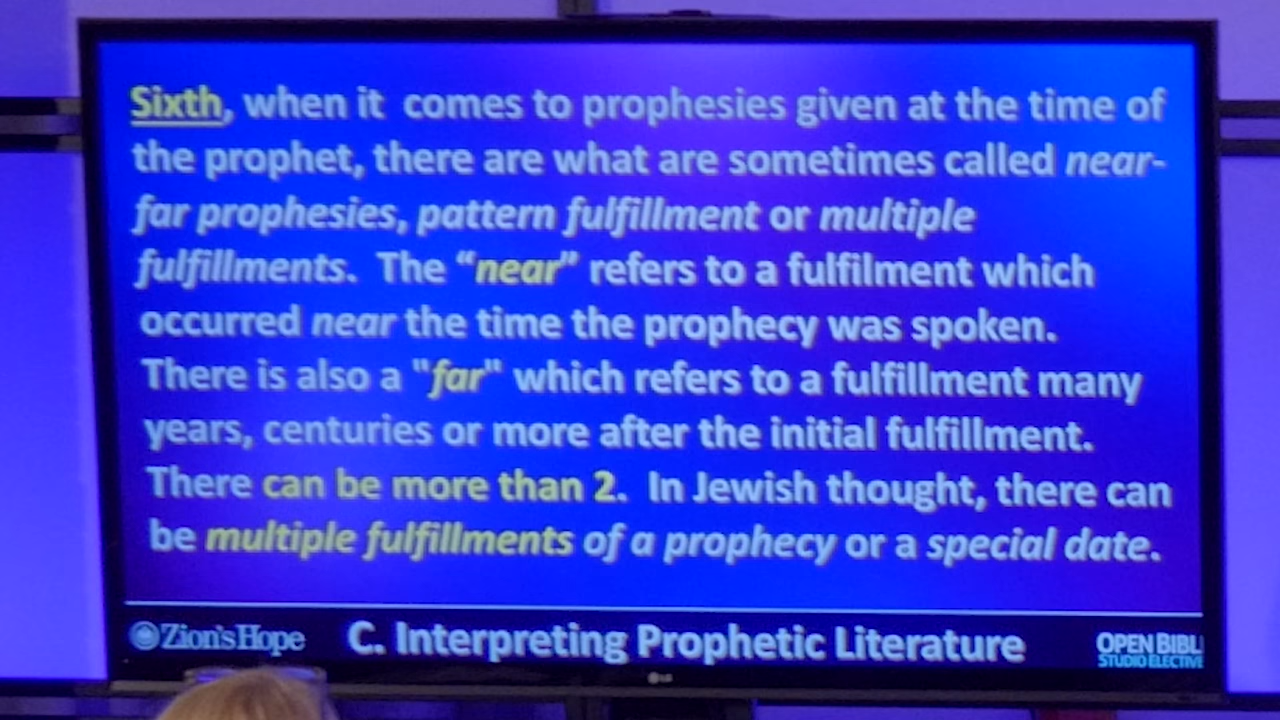 Sixth, when it comes to prophesies given at the time of
the prophet, there are what are sometimes called near-
far prophesies, pattern fulfillment or multiple
fulfillments. The “near” refers to a fulfilment which
occurred near the time the prophecy was spoken.
There is also a "far" which refers to a fulfillment many
years, centuries or more after the initial fulfillment.
There can be more than 2. In Jewish thought, there can
be multiple fulfillments of a prophecy or a special date.
Zion's Hope
C. Interpreting Prophetic Literature
OPEN BIBL
STUDIO ELECTIVE
LG